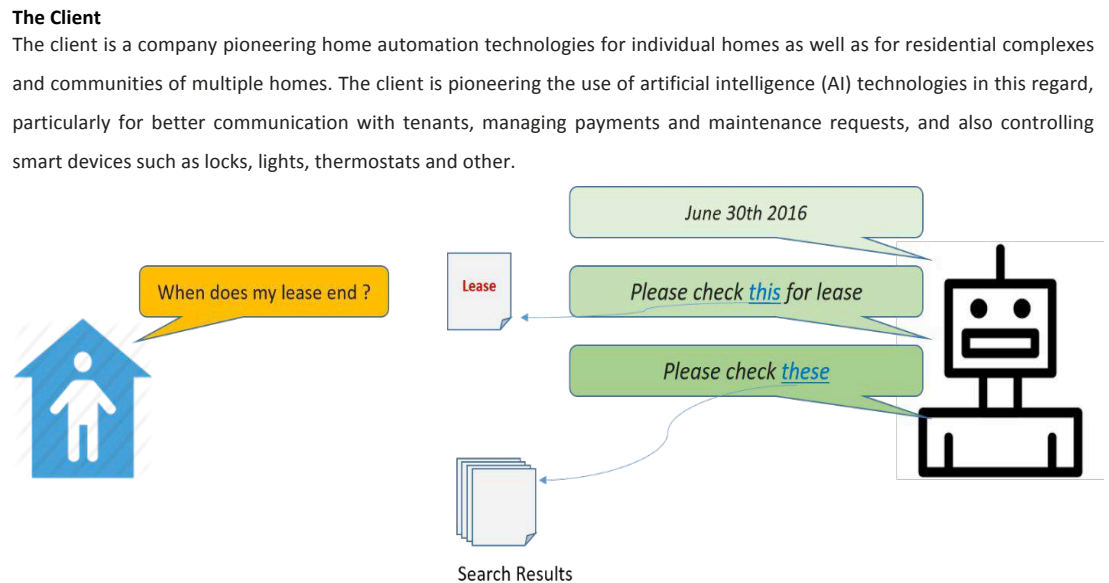 The Client
The client is a company pioneering home automation technologies for individual homes as well as for residential complexes
and communities of multiple homes. The client is pioneering the use of artificial intelligence (AI) technologies in this regard,
particularly for better communication with tenants, managing payments and maintenance requests, and also controlling
smart devices such as locks, lights, thermostats and other.
June 30th 2016
When does my lease end ?
Lease
Please check this for lease
Please check these
Search Results